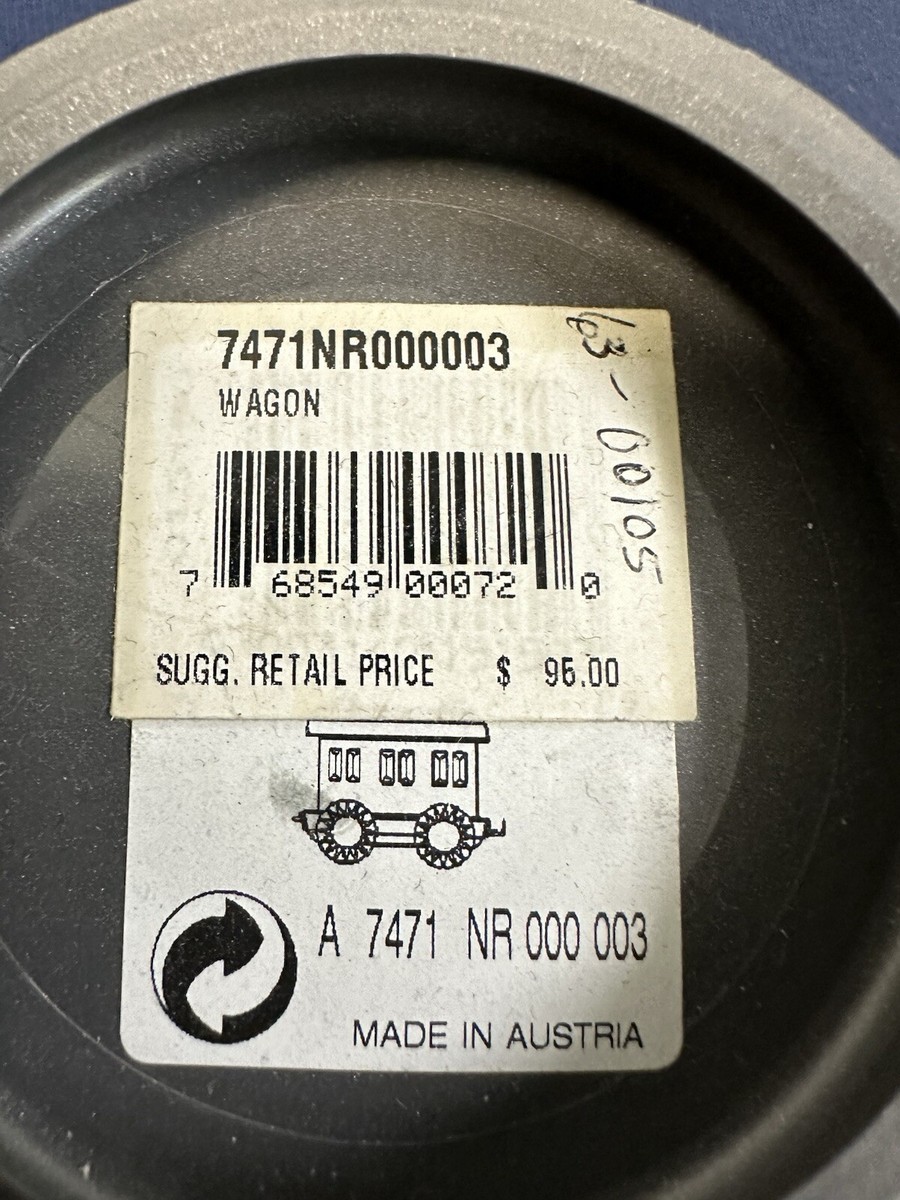 7471NR000003
WAGON
63-00105
7 68549 00072 0
SUGG. RETAIL PRICE $ 95.00
A 7471 NR 000 003
MADE IN AUSTRIA